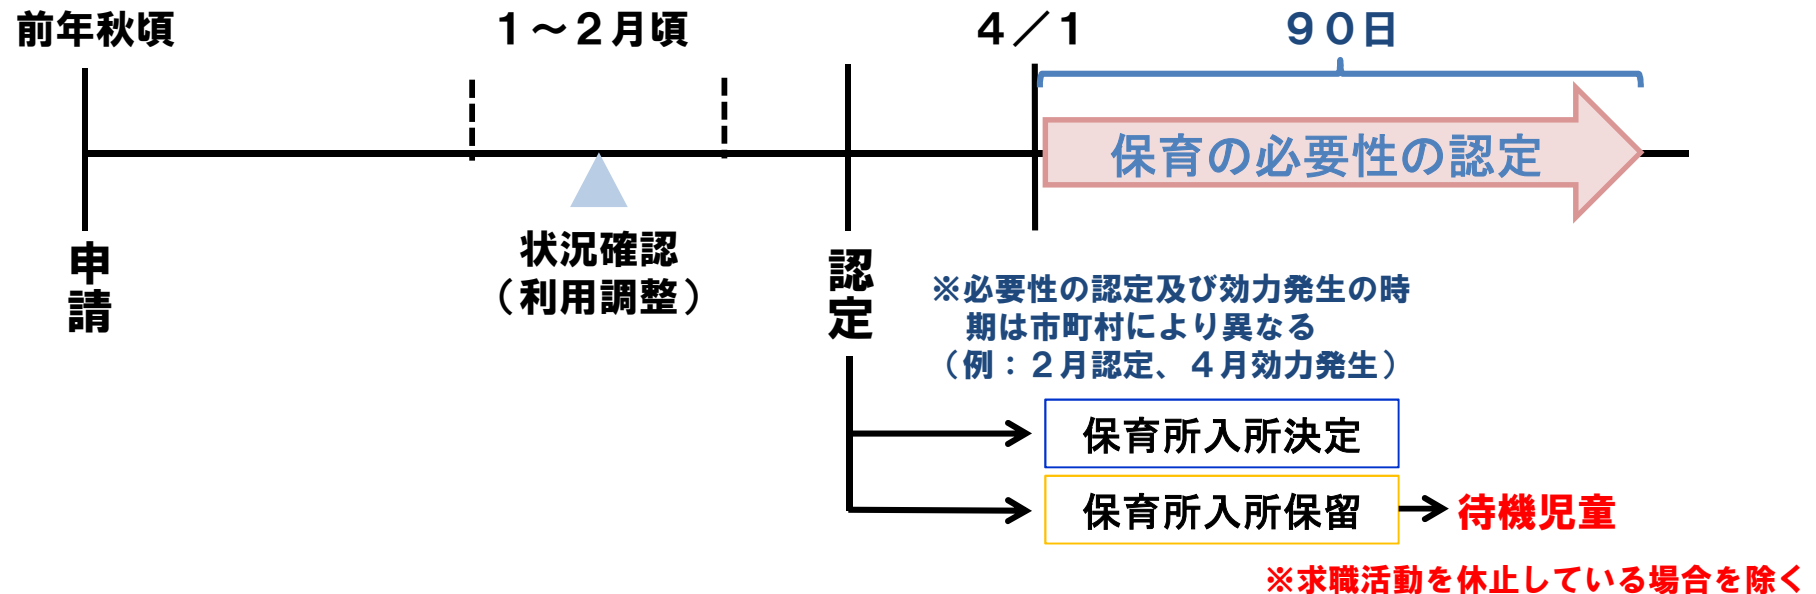 前年秋頃
１～２月頃
４／１
９０日
保育の必要性の認定
申請
状況確認
（利用調整）
認定
※必要性の認定及び効力発生の時
期は市町村により異なる
（例：２月認定、４月効力発生）
保育所入所決定
保育所入所保留
待機児童
※求職活動を休止している場合を除く